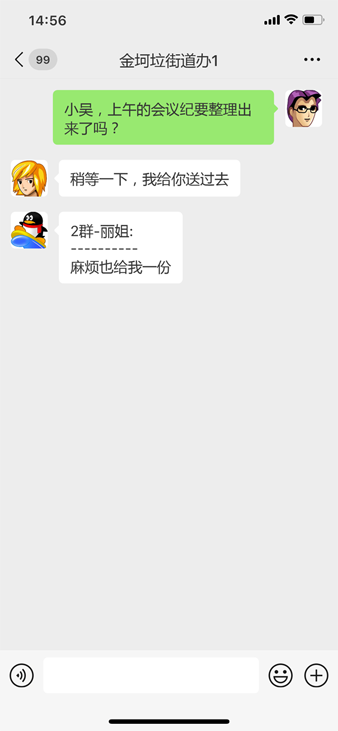 14:56
99
金坷垃街道办1
小吴，上午的会议纪要整理出
来了吗？
稍等一下，我给你送过去
2群-丽姐:
----------
麻烦也给我一份